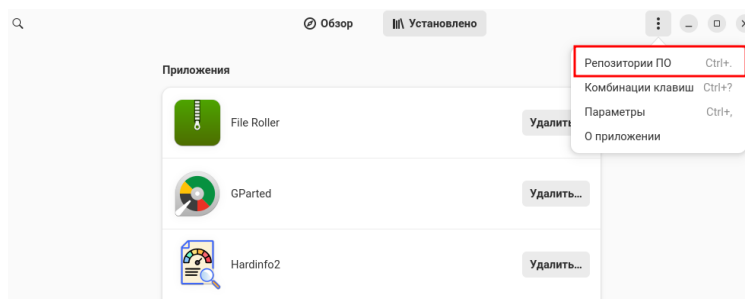 Обзор
Установлено
Репозитории ПО Ctrl+.
Комбинации клавиш Ctrl+?
Параметры Ctrl+,
О приложении
Приложения
File Roller
Удалить
GParted
Удалить...
Hardinfo2
Удалить...